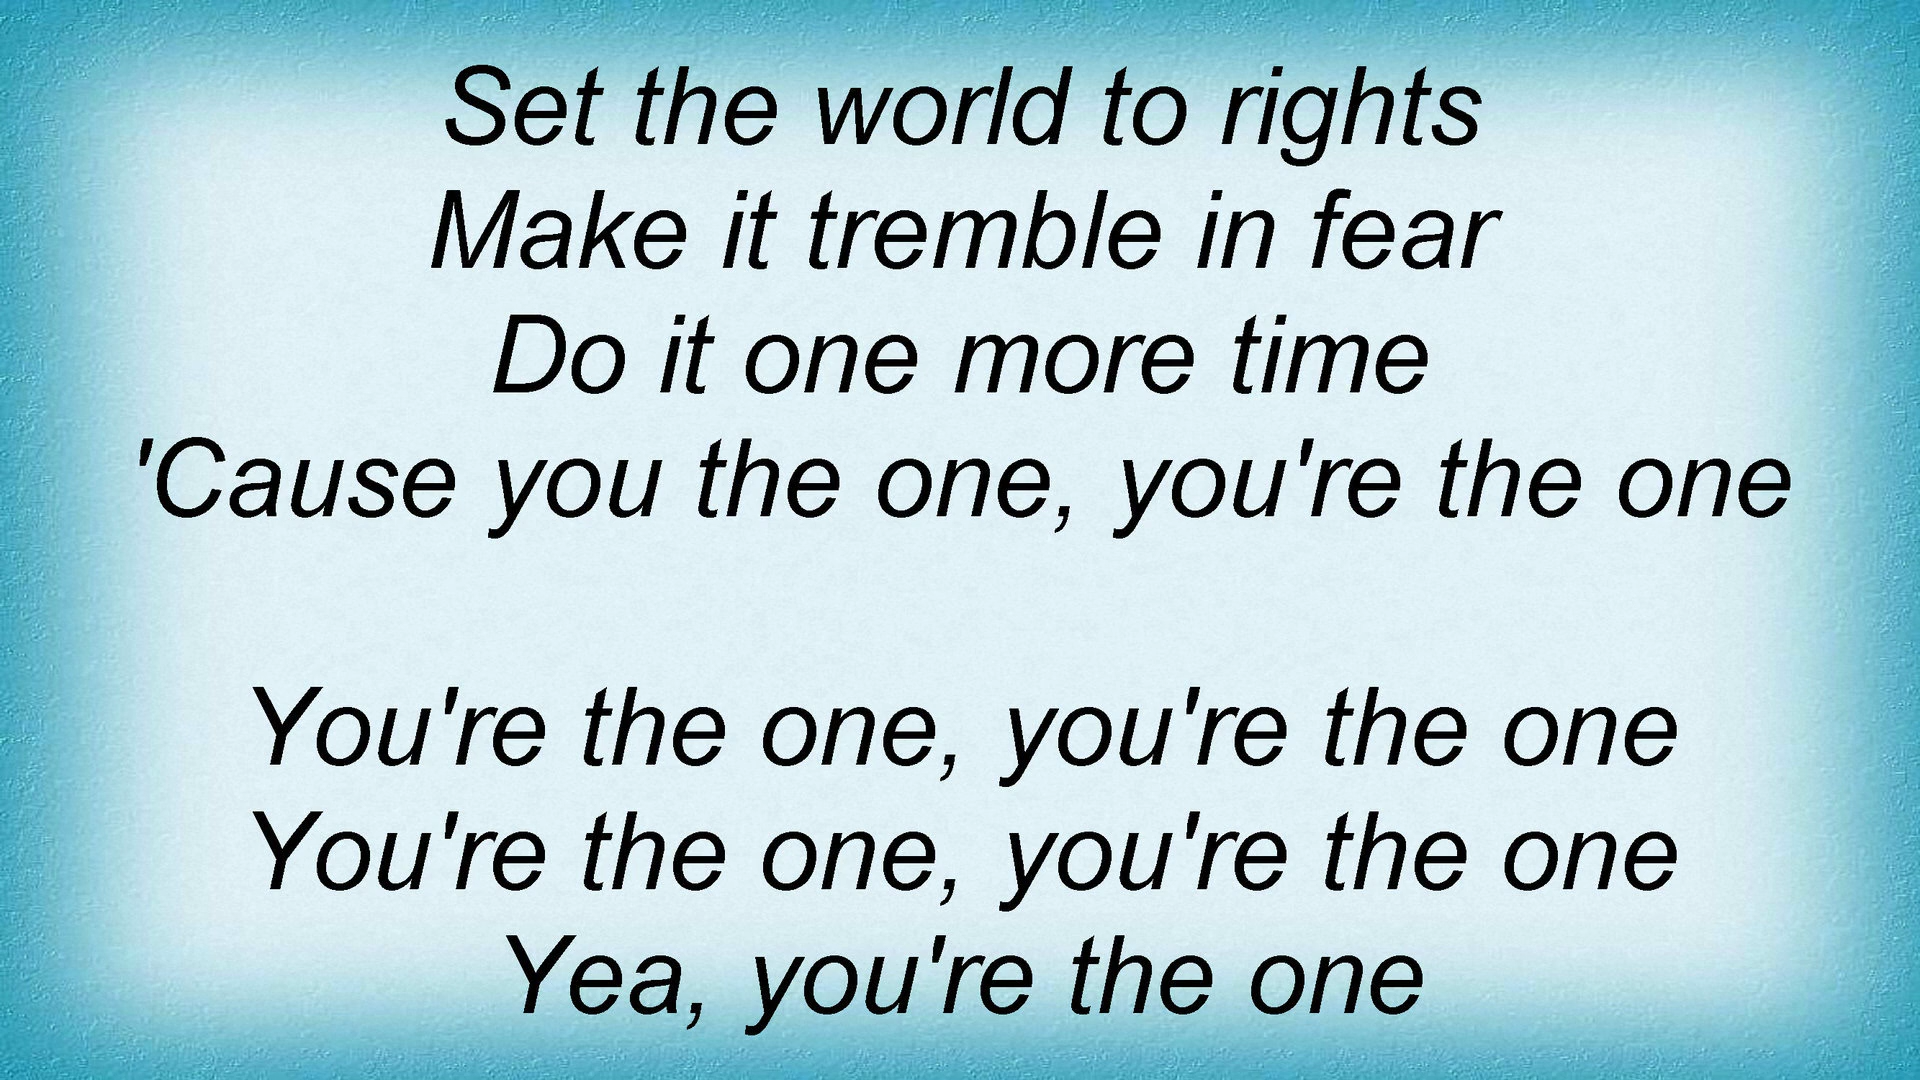 Set the world to rights
Make it tremble in fear
Do it one more time
'Cause you the one, you're the one
You're the one, you're the one
You're the one, you're the one
Yea, you're the one